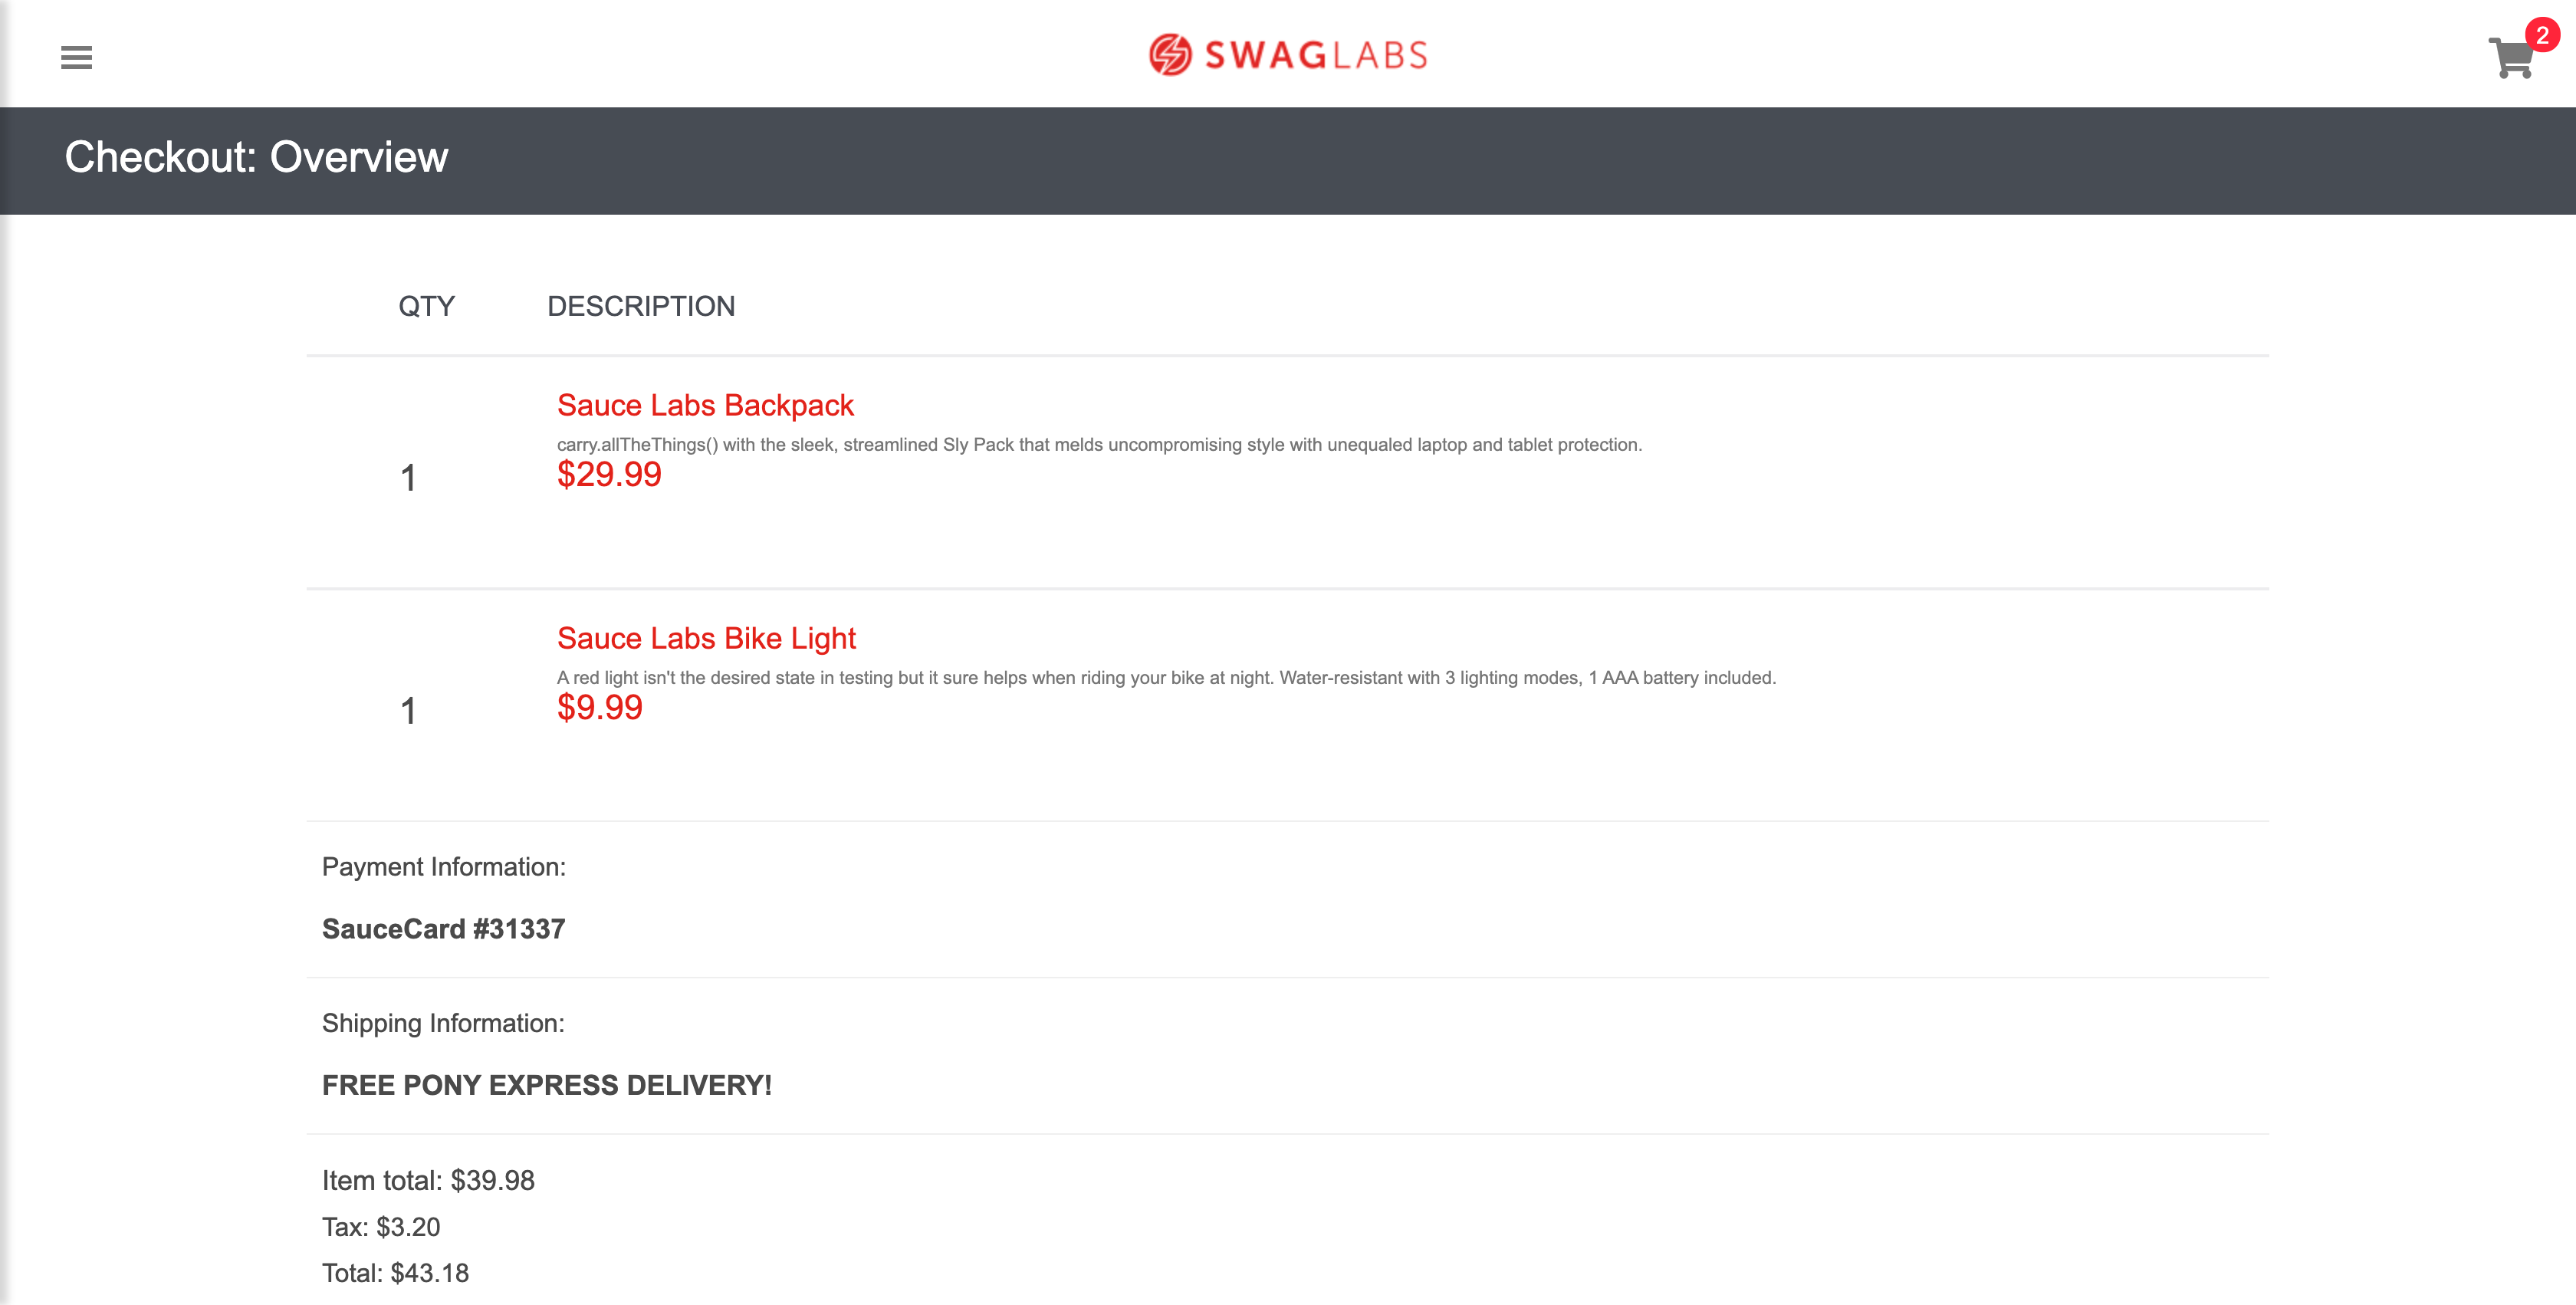 SWAGLABS
2
Checkout: Overview
QTY DESCRIPTION
Sauce Labs Backpack
carry.allTheThings() with the sleek, streamlined Sly Pack that melds uncompromising style with unequaled laptop and tablet protection.
1
$29.99
Sauce Labs Bike Light
A red light isn't the desired state in testing but it sure helps when riding your bike at night. Water-resistant with 3 lighting modes, 1 AAA battery included.
1
$9.99
Payment Information:
SauceCard #31337
Shipping Information:
FREE PONY EXPRESS DELIVERY!
Item total: $39.98
Tax: $3.20
Total: $43.18